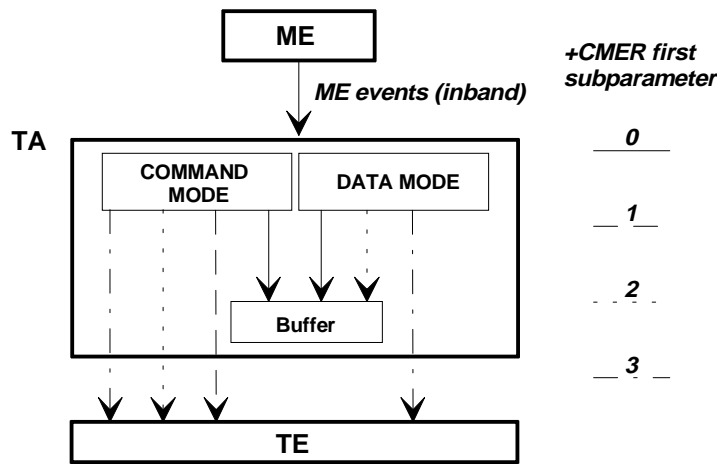 ME
+CMER first
subparameter
ME events (inband)
TA
0
COMMAND
MODE
DATA MODE
1
2
Buffer
3
TE